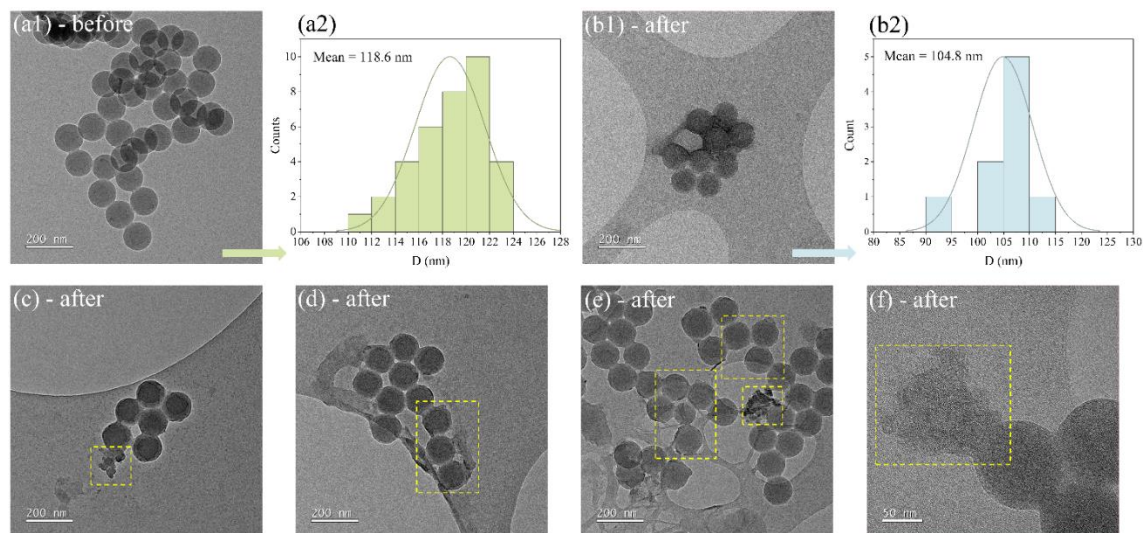 (a1) - before
200 nm
(a2)
Mean = 118.6 nm
Counts
10
8
6
4
2
0
106 108 110 112 114 116 118 120 122 124 126 128
D (nm)
(b1) - after
200 nm
(b2)
Mean = 104.8 nm
Count
5
4
3
2
1
0
80 85 90 95 100 105 110 115 120 125 130
D (nm)
(c) - after
200 nm
(d) - after
200 nm
(e) - after
200 nm
(f) - after
50 nm